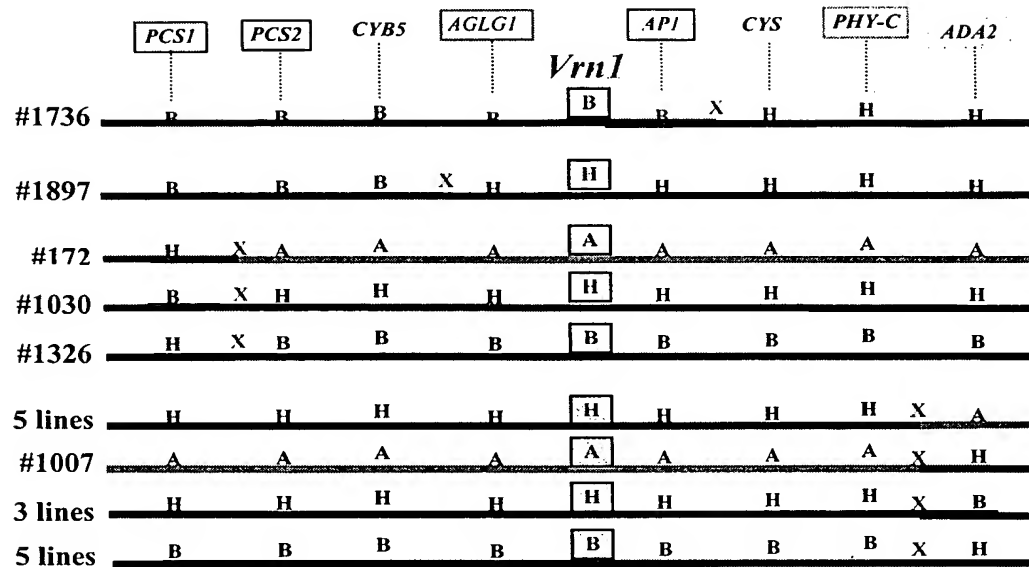 PCS1 PCS2 CYB5 AGLG1 AP1 CYS PHY-C ADA2
Vrn1
#1736 B B B B B B X H H H
#1897 B B B X H H H H H H
#172 H X A A A A A A A A
#1030 B X H H H H H H H H
#1326 H X B B B B B B B B
5 lines H H H H H H H H X A
#1007 A A A A A A A A X H
3 lines H H H H H H H H X B
5 lines B B B B B B B B X H